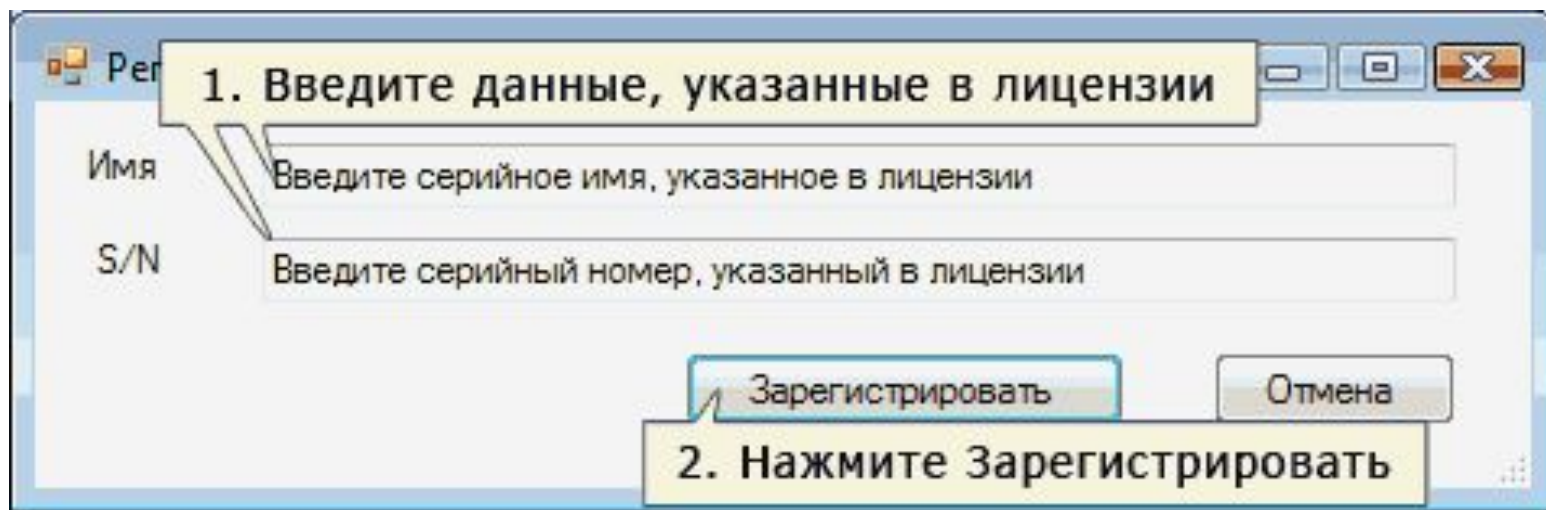 1. Введите данные, указанные в лицензии
Имя
Введите серийное имя, указанное в лицензии
S/N
Введите серийный номер, указанный в лицензии
Зарегистрировать
Отмена
2. Нажмите Зарегистрировать